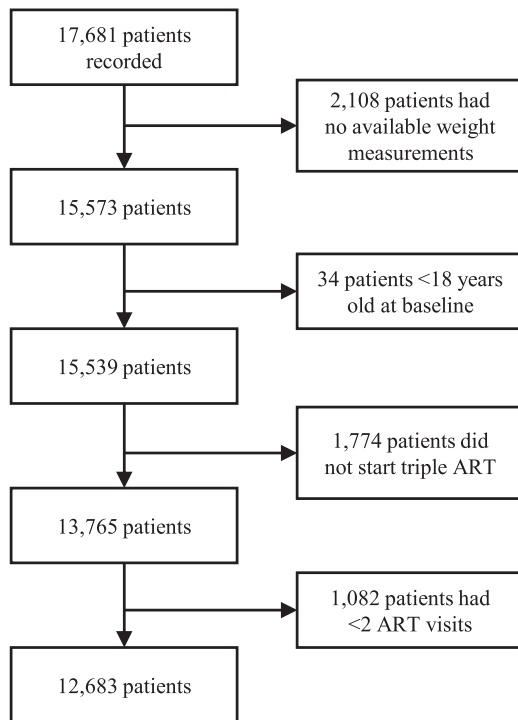 17,681 patients
recorded
2,108 patients had
no available weight
measurements
15,573 patients
34 patients <18 years
old at baseline
15,539 patients
1,774 patients did
not start triple ART
13,765 patients
1,082 patients had
<2 ART visits
12,683 patients